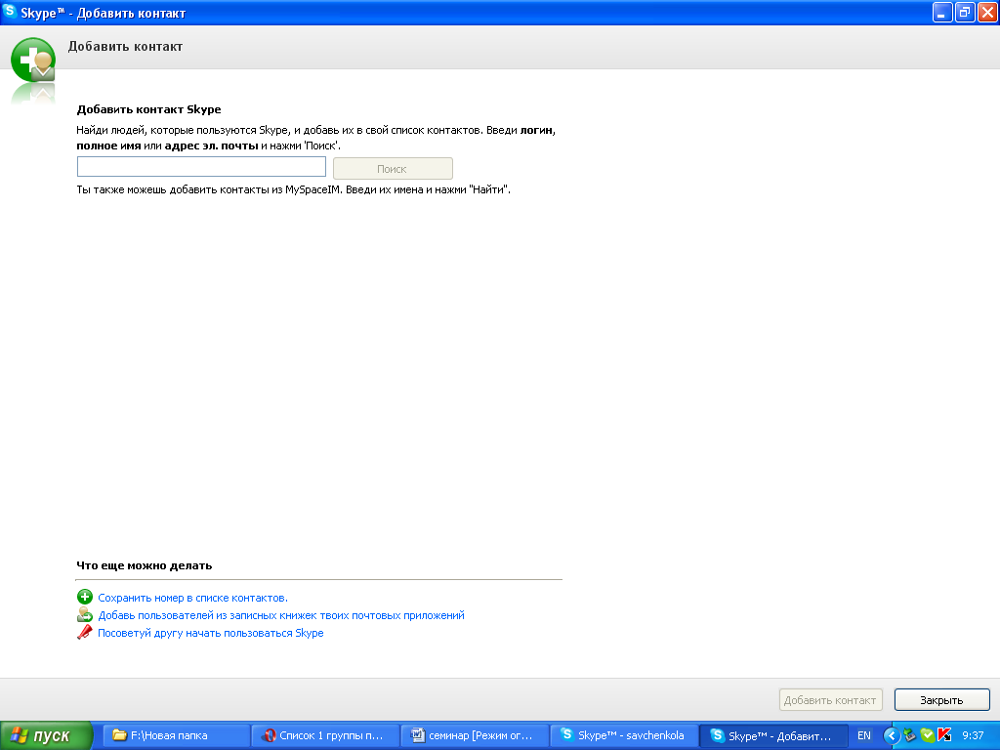 Skype™ - Добавить контакт
Добавить контакт
Добавить контакт Skype
Найди людей, которые пользуются Skype, и добавь их в свой список контактов. Введи логин,
полное имя или адрес эл. почты и нажми 'Поиск'.
Поиск
Ты также можешь добавить контакты из MySpaceIM. Введи их имена и нажми "Найти".
Что еще можно делать
Сохранить номер в списке контактов.
Добавь пользователей из записных книжек твоих почтовых приложений
Посоветуй другу начать пользоваться Skype
Добавить контакт Закрыть
пуск F:\Новая папка Список 1 группы п... семинар [Режим ог... Skype™ - savchenkola Skype™ - Добавит... EN 9:37